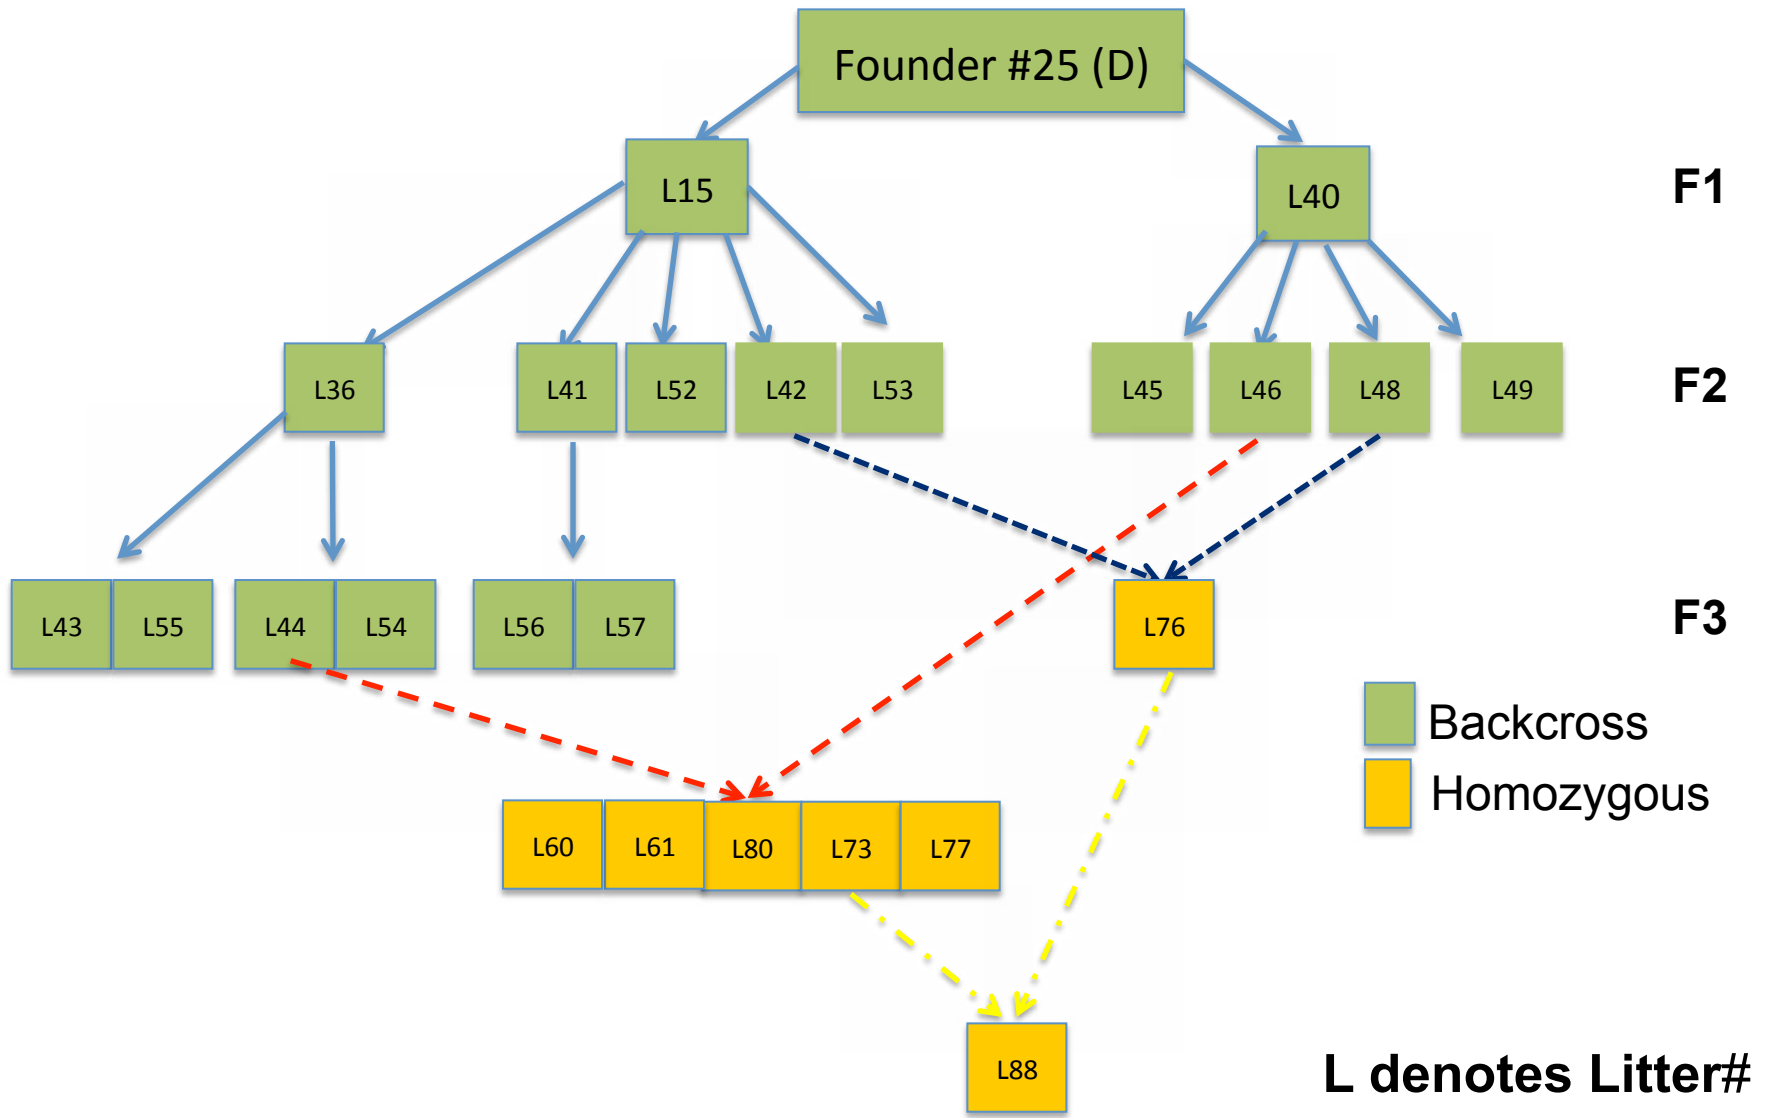 Founder #25 (D)
L15
L40
F1
L36
L41
L52
L42
L53
L45
L46
L48
L49
F2
L43
L55
L44
L54
L56
L57
L76
F3
Backcross
Homozygous
L60
L61
L80
L73
L77
L88
L denotes Litter#